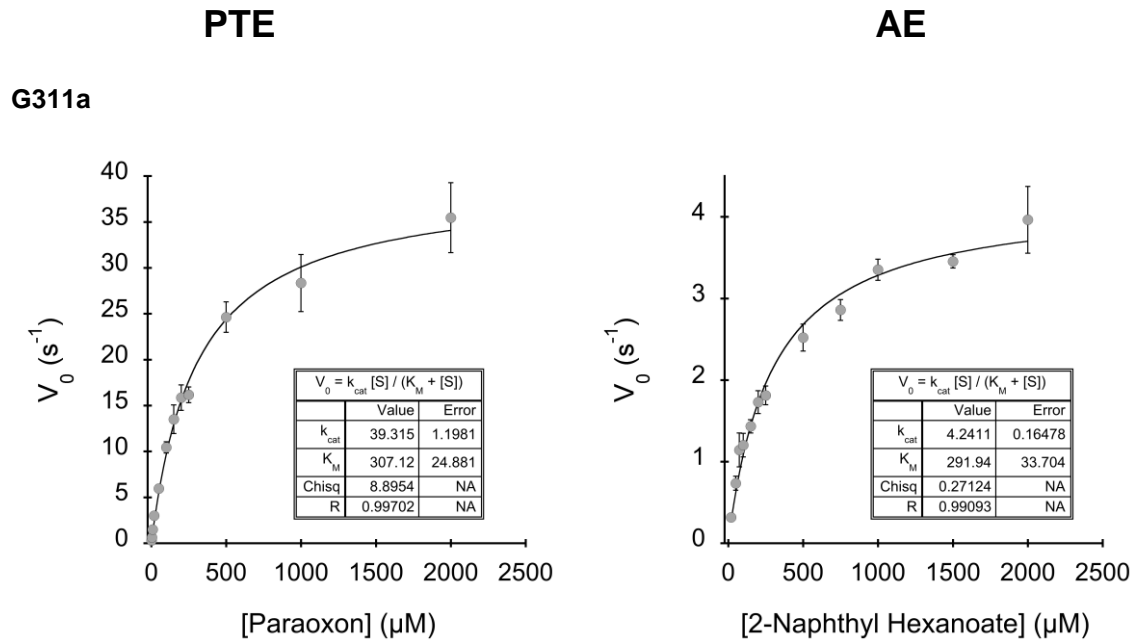 PTE
AE
G311a
40
35
30
25
20
15
10
5
0
V0 (s-1)
0 500 1000 1500 2000 2500
[Paraoxon] (µM)
V0 = kcat [S] / (KM + [S])
Value Error
kcat 39.315 1.1981
KM 307.12 24.881
Chisq 8.8954 NA
R 0.99702 NA
4
3
2
1
0
V0 (s-1)
0 500 1000 1500 2000 2500
[2-Naphthyl Hexanoate] (µM)
V0 = kcat [S] / (KM + [S])
Value Error
kcat 4.2411 0.16478
KM 291.94 33.704
Chisq 0.27124 NA
R 0.99093 NA